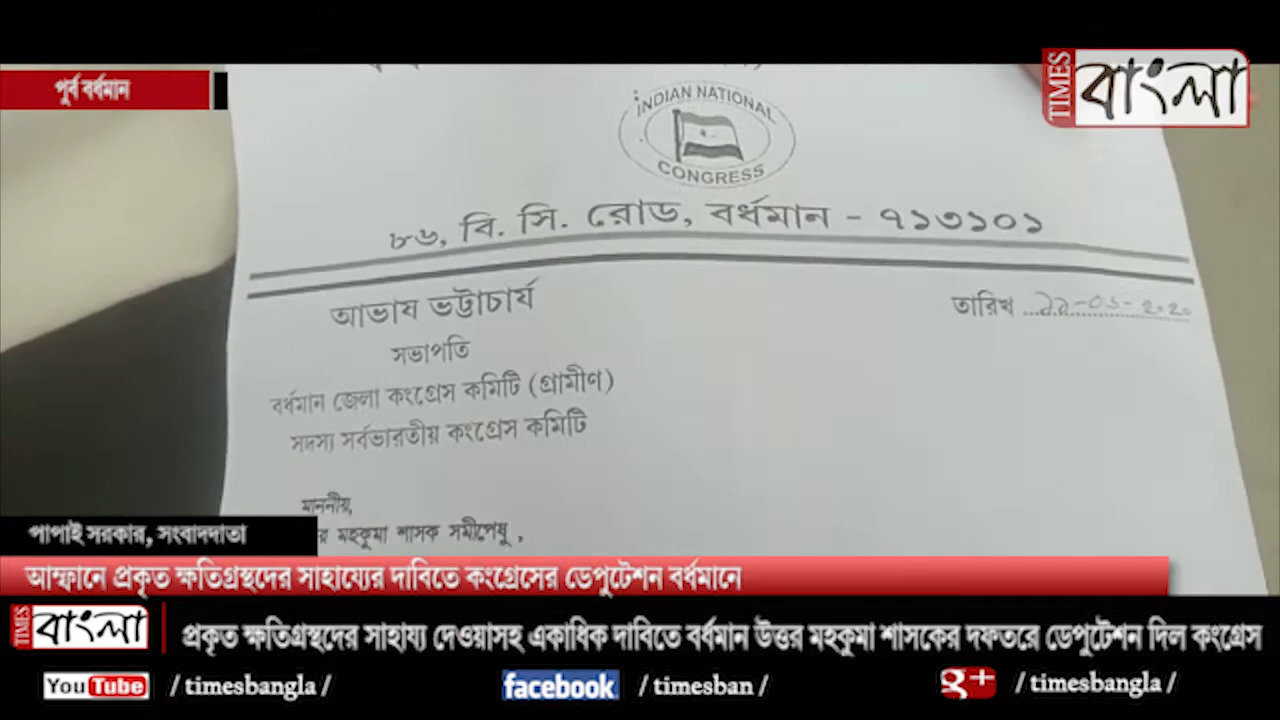 পূর্ব বর্ধমান
TIMES বাংলা
INDIAN NATIONAL
CONGRESS
৮৬, বি. সি. রোড, বর্ধমান - ৭১৩১০১
আভাষ ভট্টাচার্য
তারিখ
সভাপতি
বর্ধমান জেলা কংগ্রেস কমিটি (গ্রামীণ)
সদস্য সর্বভারতীয় কংগ্রেস কমিটি
মাননীয়,
র মহকুমা শাসক সমীপেষু,
পাপাই সরকার, সংবাদদাতা
আম্ফানে প্রকৃত ক্ষতিগ্রস্থদের সাহায্যের দাবিতে কংগ্রেসের ডেপুটেশন বর্ধমানে
TIMES বাংলা
প্রকৃত ক্ষতিগ্রস্থদের সাহায্য দেওয়াসহ একাধিক দাবিতে বর্ধমান উত্তর মহকুমা শাসকের দফতরে ডেপুটেশন দিল কংগ্রেস
YouTube /timesbangla/
facebook /timesban/
g+ /timesbangla/